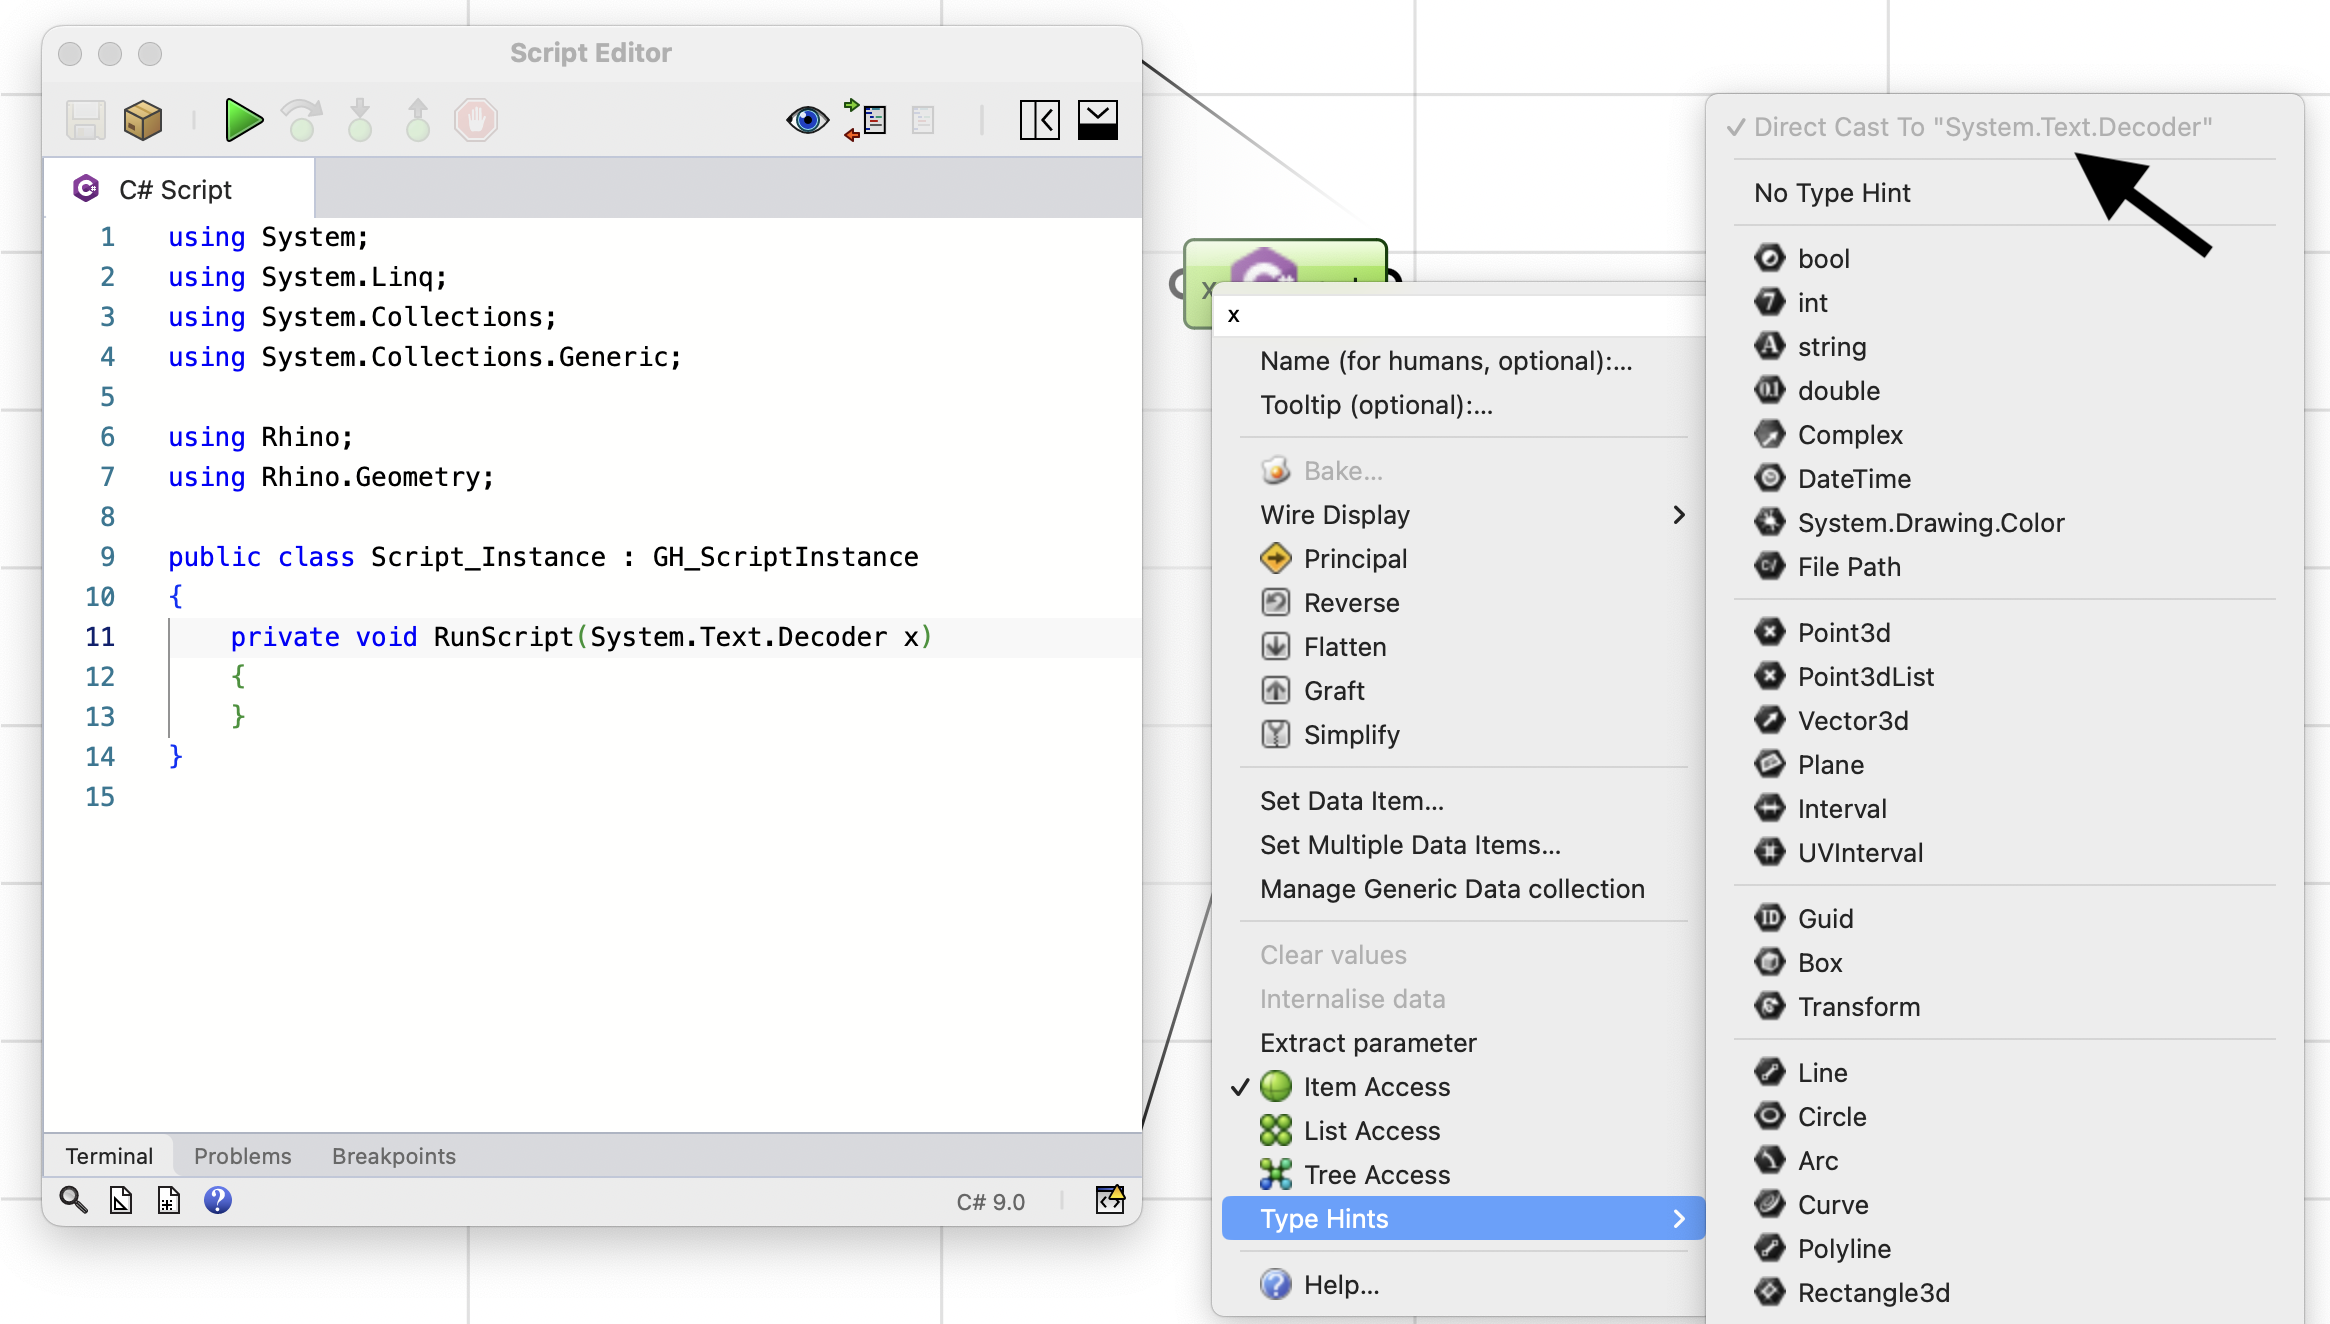 Script Editor
C# Script
1 using System;
2 using System.Linq;
3 using System.Collections;
4 using System.Collections.Generic;
5
6 using Rhino;
7 using Rhino.Geometry;
8
9 public class Script_Instance : GH_ScriptInstance
10 {
11 private void RunScript(System.Text.Decoder x)
12 {
13 }
14 }
15
Terminal Problems Breakpoints
C# 9.0
x
x
Name (for humans, optional):...
Tooltip (optional):...
Bake...
Wire Display
Principal
Reverse
Flatten
Graft
Simplify
Set Data Item...
Set Multiple Data Items...
Manage Generic Data collection
Clear values
Internalise data
Extract parameter
Item Access
List Access
Tree Access
Type Hints
Help...
Direct Cast To "System.Text.Decoder"
No Type Hint
bool
int
string
double
Complex
DateTime
System.Drawing.Color
File Path
Point3d
Point3dList
Vector3d
Plane
Interval
UVInterval
Guid
Box
Transform
Line
Circle
Arc
Curve
Polyline
Rectangle3d